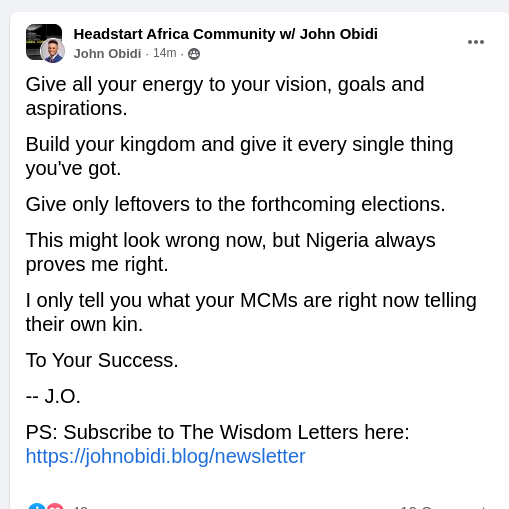 Headstart Africa Community w/ John Obidi
John Obidi · 14m ·
Give all your energy to your vision, goals and
aspirations.
Build your kingdom and give it every single thing
you've got.
Give only leftovers to the forthcoming elections.
This might look wrong now, but Nigeria always
proves me right.
I only tell you what your MCMs are right now telling
their own kin.
To Your Success.
-- J.O.
PS: Subscribe to The Wisdom Letters here:
https://johnobidi.blog/newsletter